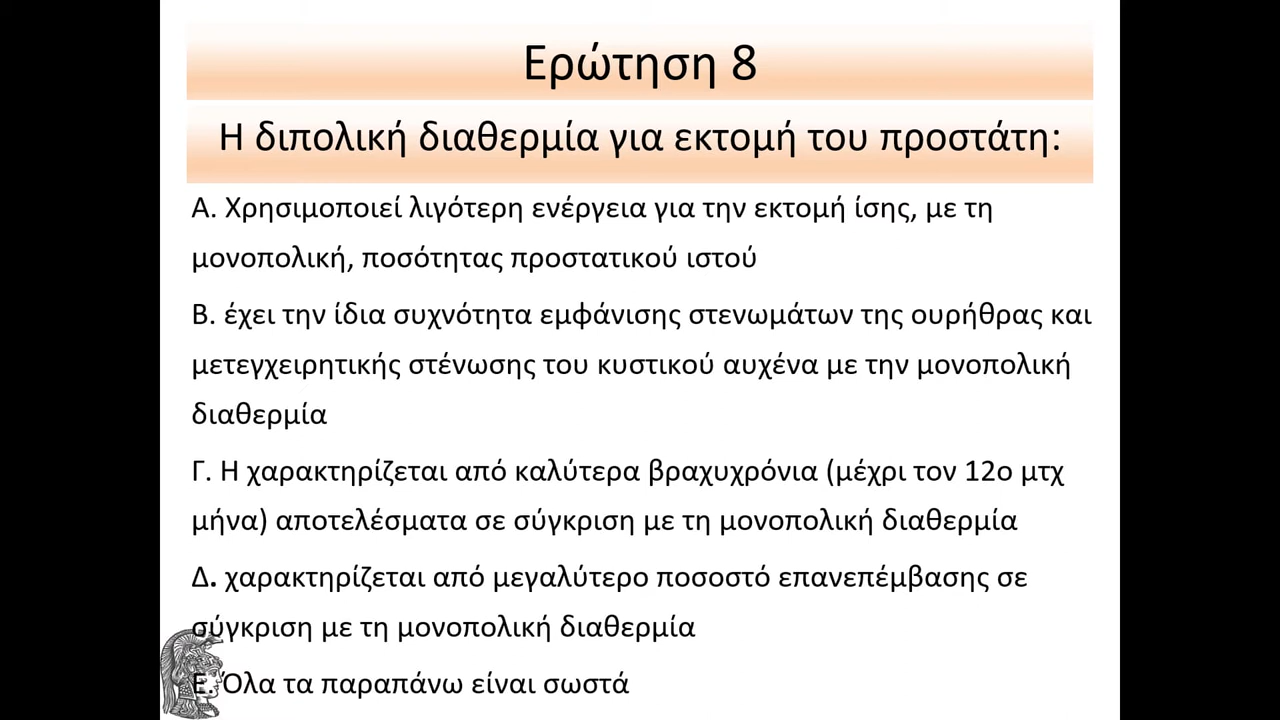 Ερώτηση 8
Η διπολική διαθερμία για εκτομή του προστάτη:
Α. Χρησιμοποιεί λιγότερη ενέργεια για την εκτομή ίσης, με τη
μονοπολική, ποσότητας προστατικού ιστού
Β. έχει την ίδια συχνότητα εμφάνισης στενωμάτων της ουρήθρας και
μετεγχειρητικής στένωσης του κυστικού αυχένα με την μονοπολική
διαθερμία
Γ. Η χαρακτηρίζεται από καλύτερα βραχυχρόνια (μέχρι τον 12ο μτχ
μήνα) αποτελέσματα σε σύγκριση με τη μονοπολική διαθερμία
Δ. χαρακτηρίζεται από μεγαλύτερο ποσοστό επανεπέμβασης σε
σύγκριση με τη μονοπολική διαθερμία
Ε. Όλα τα παραπάνω είναι σωστά